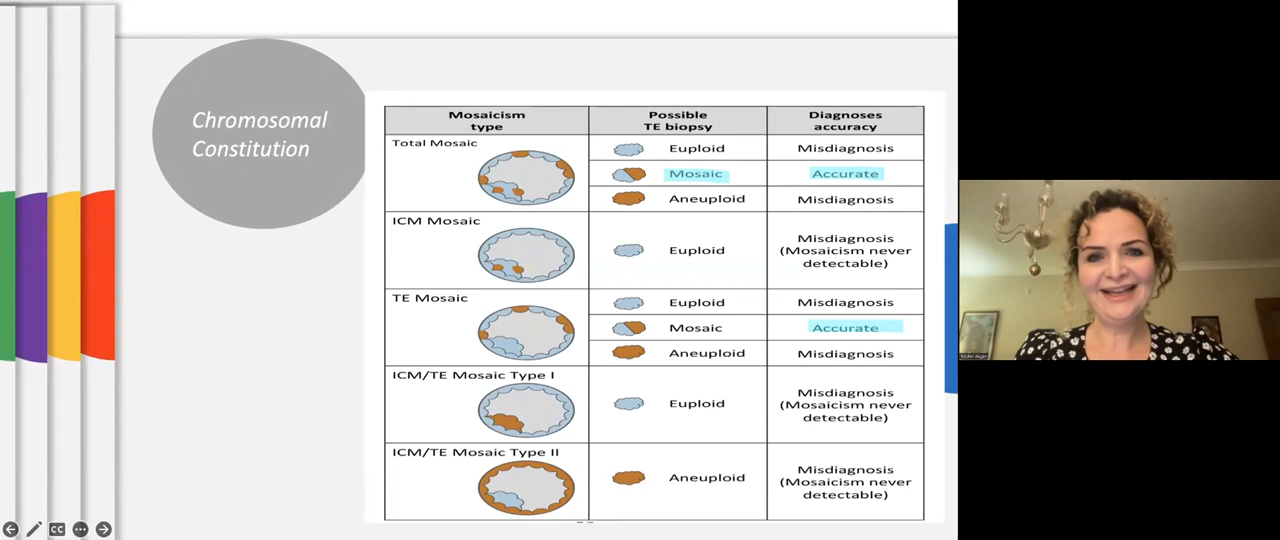 Chromosomal
Constitution
Mosaicism
type
Possible
TE biopsy
Diagnoses
accuracy
Total Mosaic
Euploid
Misdiagnosis
Mosaic
Accurate
Aneuploid
Misdiagnosis
ICM Mosaic
Euploid
Misdiagnosis
(Mosaicism never
detectable)
TE Mosaic
Euploid
Misdiagnosis
Mosaic
Accurate
Aneuploid
Misdiagnosis
ICM/TE Mosaic Type I
Euploid
Misdiagnosis
(Mosaicism never
detectable)
ICM/TE Mosaic Type II
Aneuploid
Misdiagnosis
(Mosaicism never
detectable)
CC